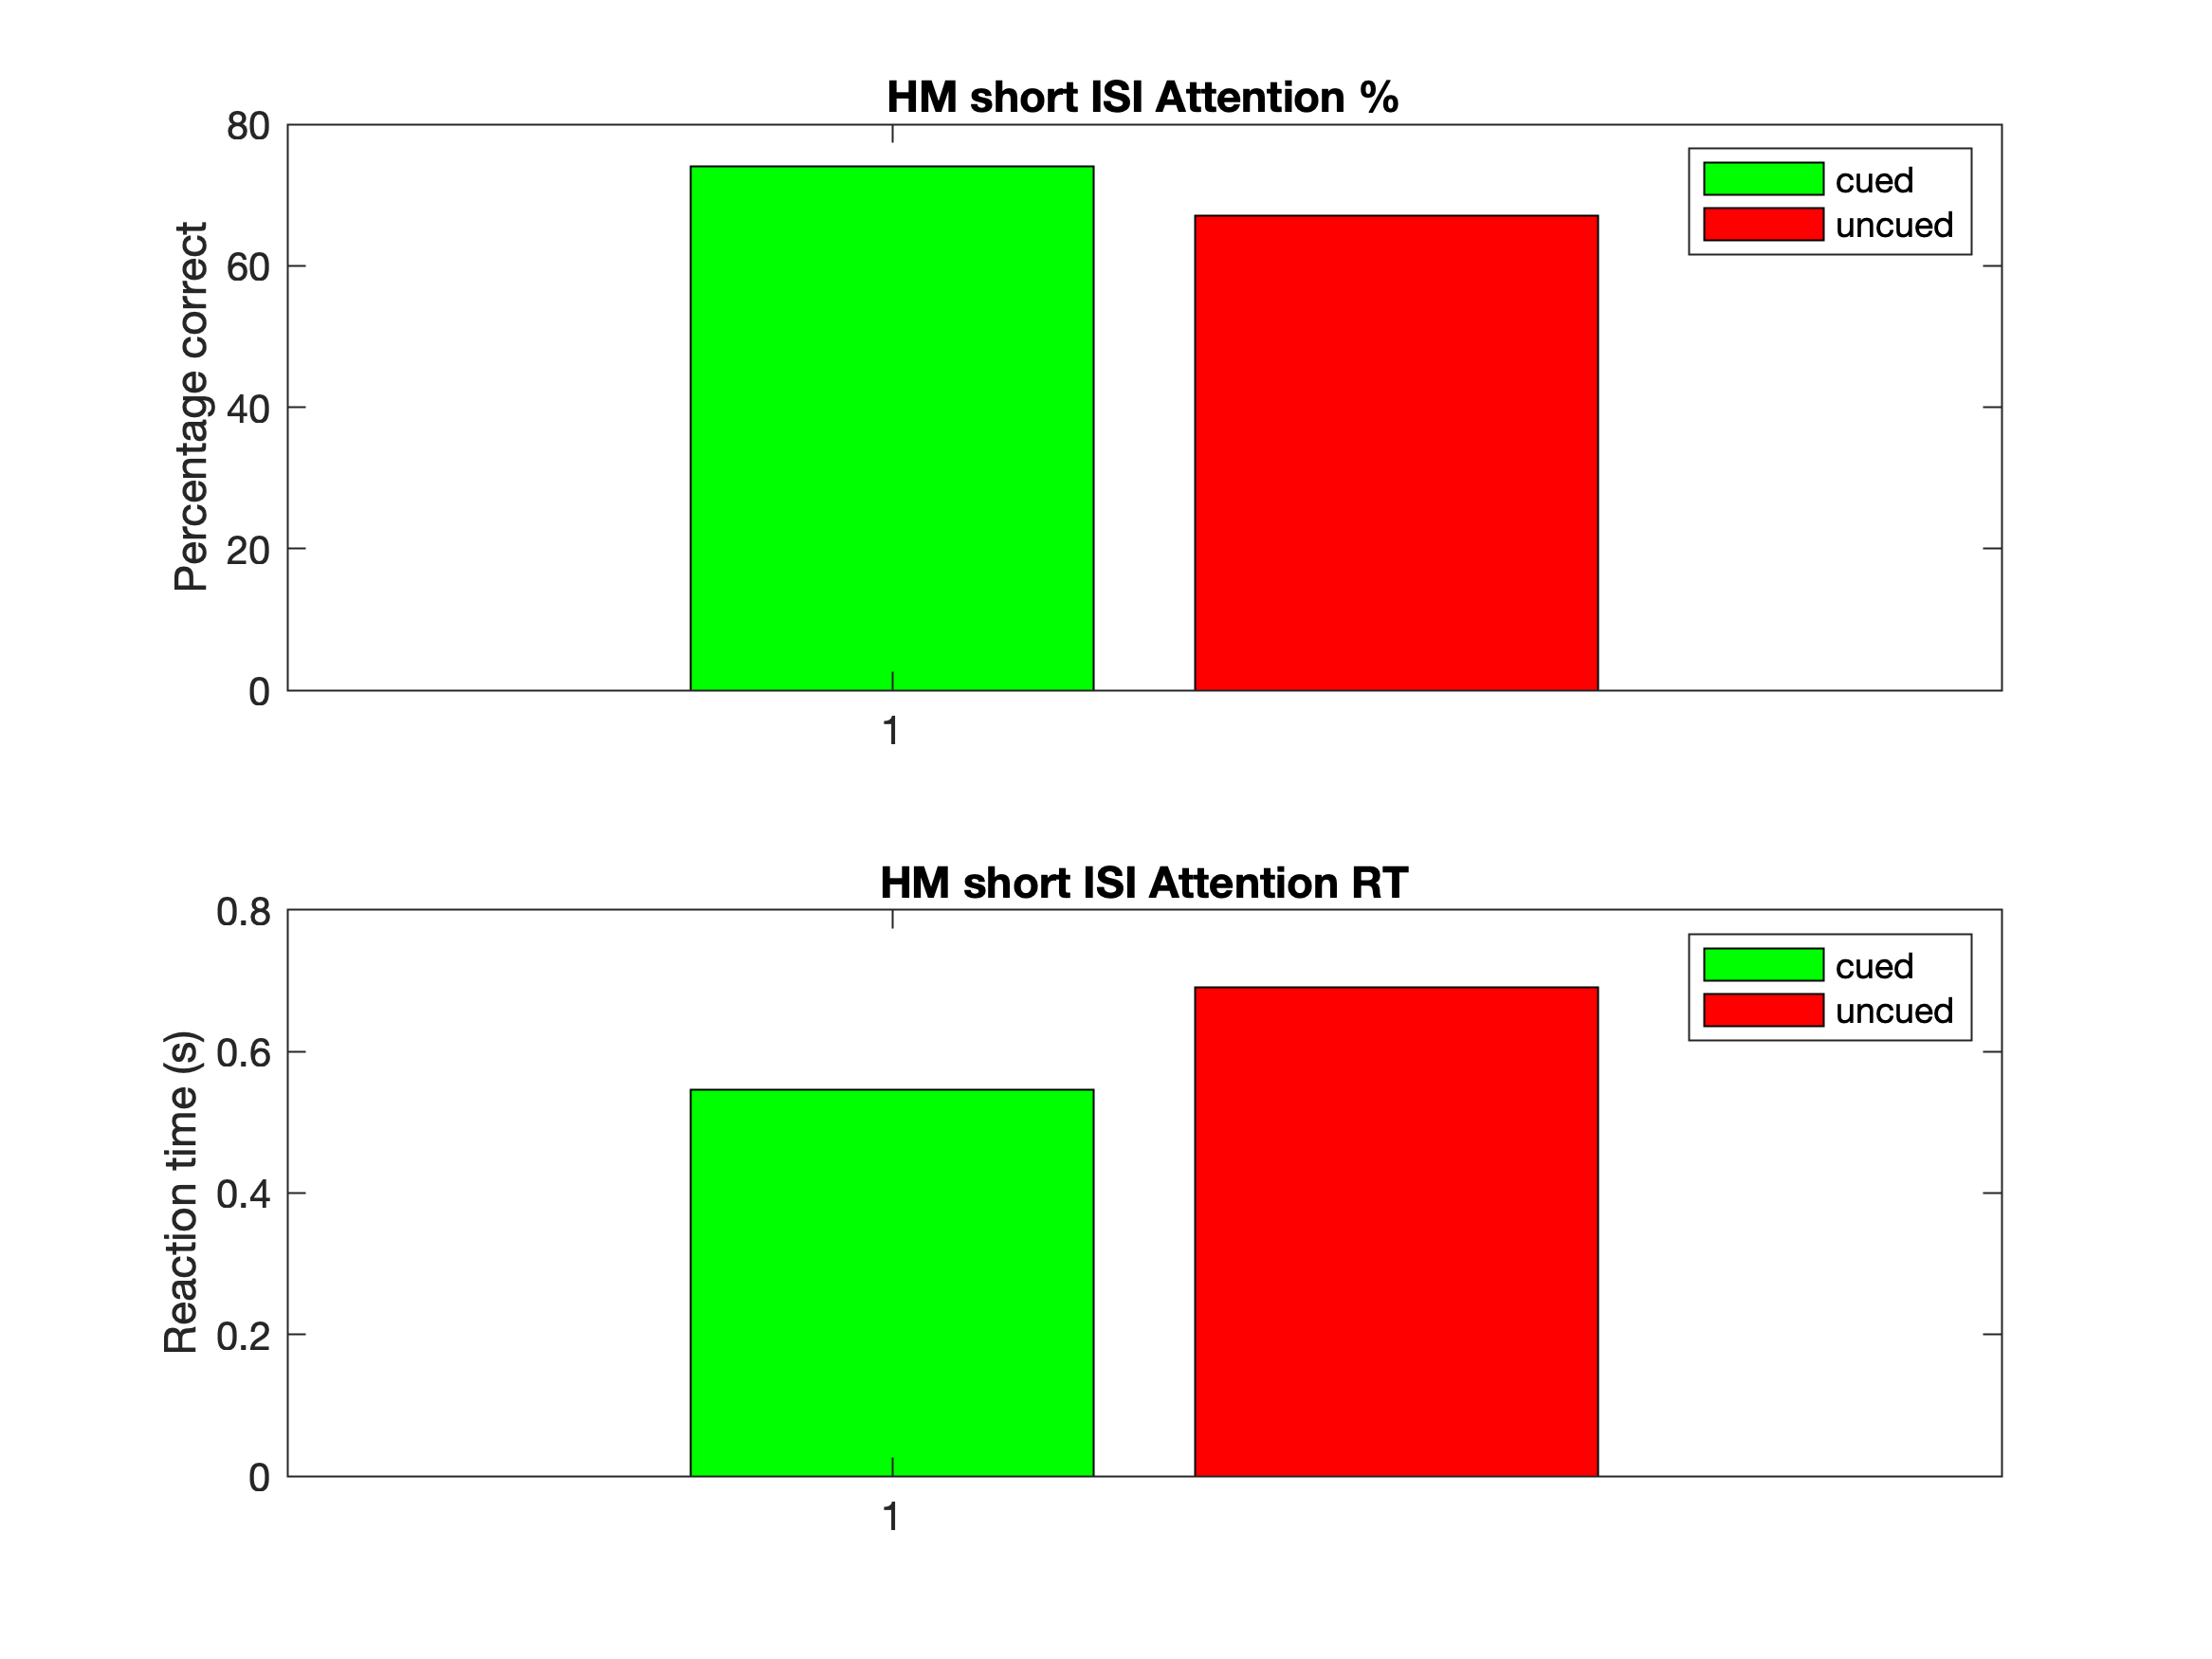 HM short ISI Attention %
80
60
40
20
0
Percentage correct
cued
uncued
1
HM short ISI Attention RT
0.8
0.6
0.4
0.2
0
Reaction time (s)
cued
uncued
1